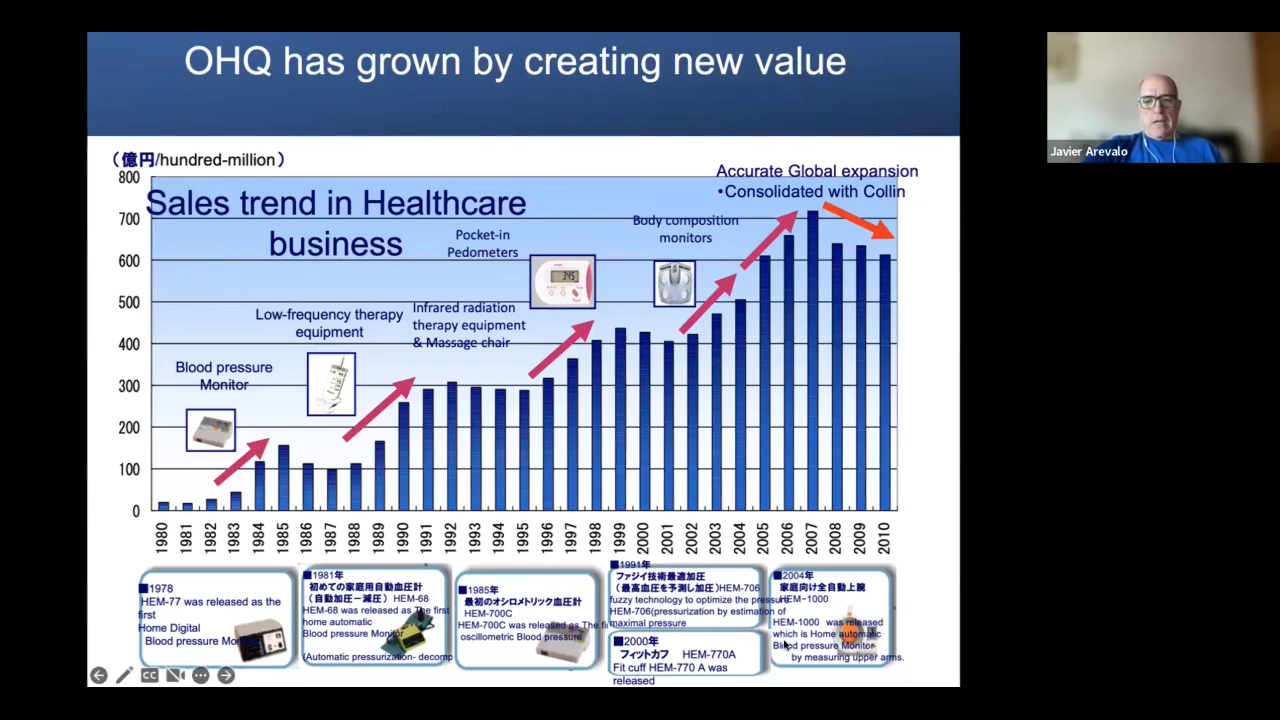 OHQ has grown by creating new value
（億円/hundred-million）
Sales trend in Healthcare
business
Accurate Global expansion
•Consolidated with Collin
Body composition
monitors
Pocket-in
Pedometers
Infrared radiation
therapy equipment
& Massage chair
Low-frequency therapy
equipment
Blood pressure
Monitor
800
700
600
500
400
300
200
100
0
1980 1981 1982 1983 1984 1985 1986 1987 1988 1989 1990 1991 1992 1993 1994 1995 1996 1997 1998 1999 2000 2001 2002 2003 2004 2005 2006 2007 2008 2009 2010
■1978
HEM-77 was released as the
first
Home Digital
Blood pressure Monitor
■1981年
初めての家庭用自動血圧計
（自動加圧－減圧） HEM-68
HEM-68 was released as The first
home automatic
Blood pressure Monitor
(Automatic pressurization- decomp
■1985年
最初のオシロメトリック血圧計
HEM-700C
HEM-700C was released as The fi
oscillometric Blood pressure
■1991年
ファジイ技術最適加圧
（最高血圧を予測し加圧）HEM-706
fuzzy technology to optimize the pressure
HEM-706(pressurization by estimation of
maximal pressure
■2000年
フィットカフ HEM-770A
Fit cuff HEM-770 A was
released
■2004年
家庭向け全自動上腕
HEM−1000
HEM-1000 was released
which is Home automatic
Blood pressure Monitor
by measuring upper arms.
CC
345
Javier Arevalo